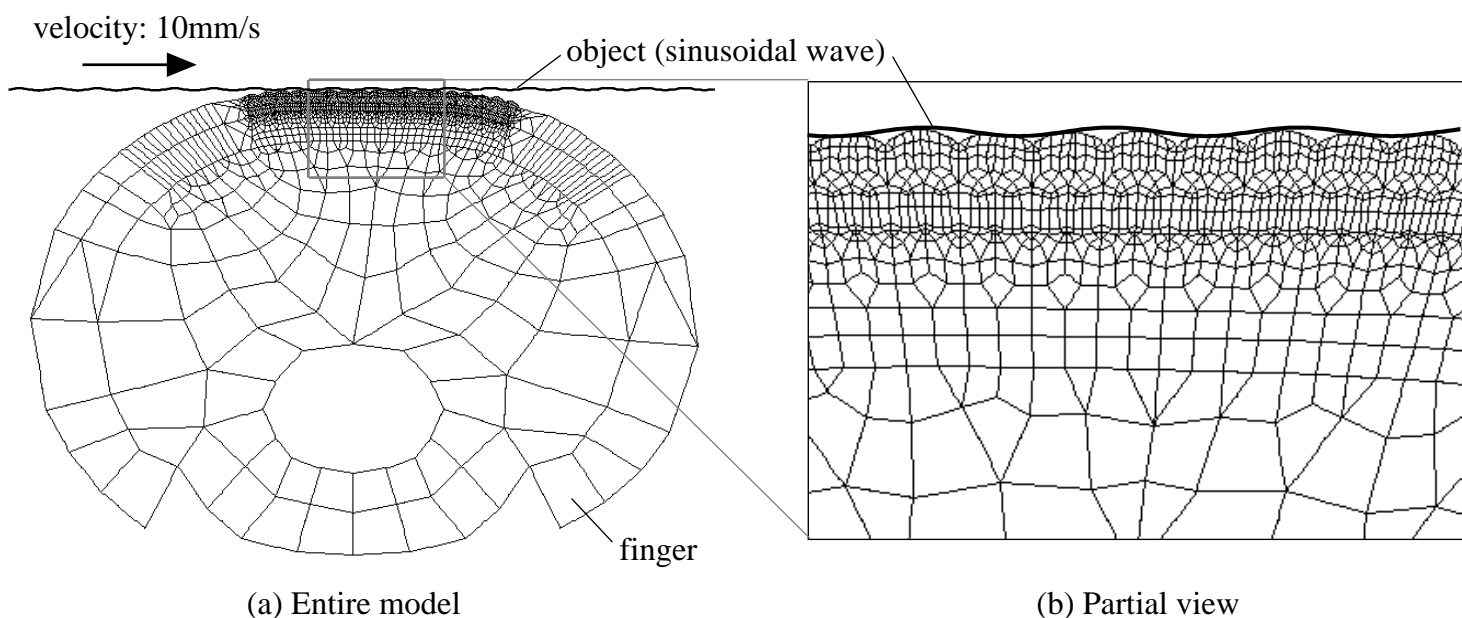 velocity: 10mm/s
object (sinusoidal wave)
finger
(a) Entire model
(b) Partial view